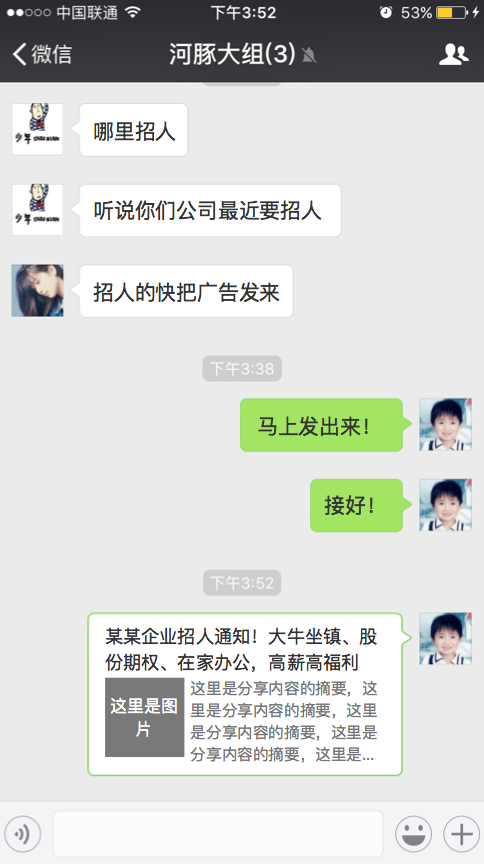 中国联通
下午3:52
53%
微信
河豚大组(3)
少年
哪里招人
少年
听说你们公司最近要招人
招人的快把广告发来
下午3:38
马上发出来！
接好！
下午3:52
某某企业招人通知！大牛坐镇、股
份期权、在家办公，高薪高福利
这里是图
片
这里是分享内容的摘要，这
里是分享内容的摘要，这里
是分享内容的摘要，这里是
分享内容的摘要，这里是...